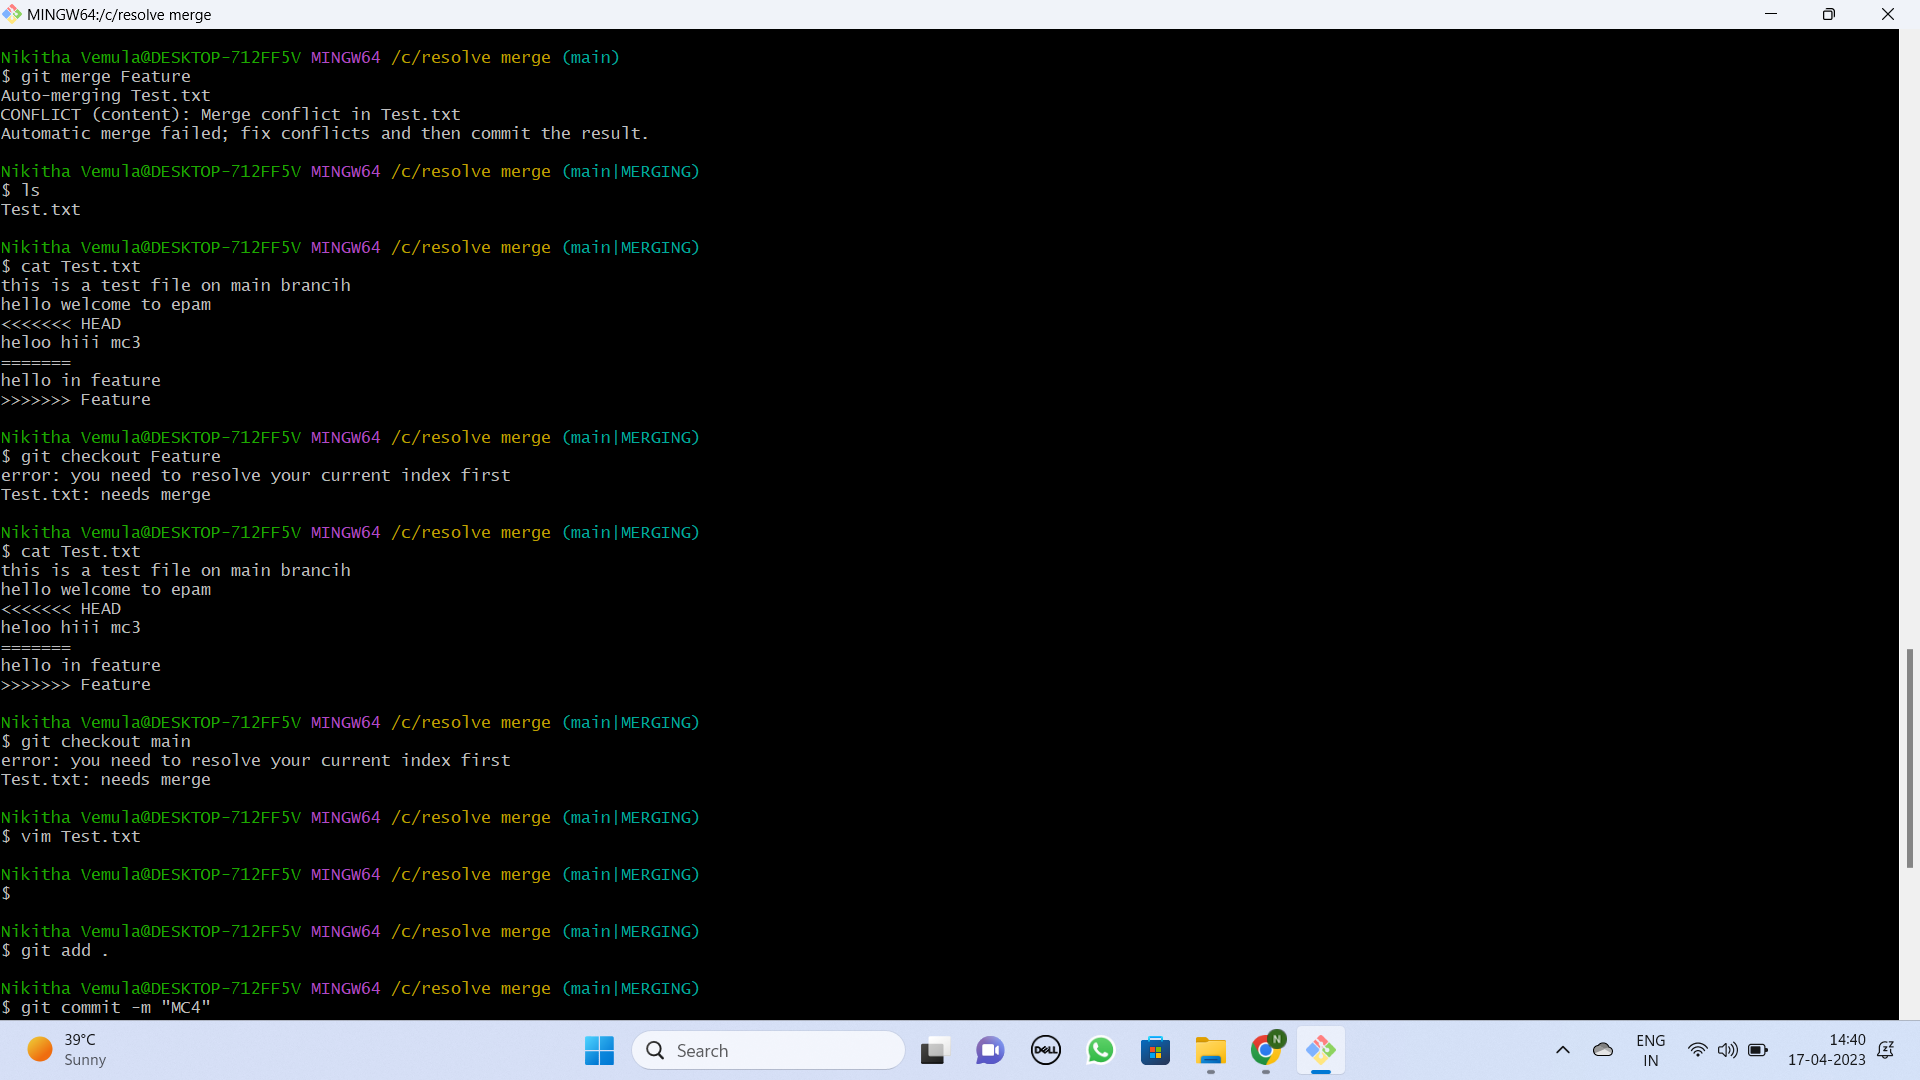 MINGW64:/c/resolve merge
Nikitha Vemula@DESKTOP-712FF5V MINGW64 /c/resolve merge (main)
$ git merge Feature
Auto-merging Test.txt
CONFLICT (content): Merge conflict in Test.txt
Automatic merge failed; fix conflicts and then commit the result.
Nikitha Vemula@DESKTOP-712FF5V MINGW64 /c/resolve merge (main|MERGING)
$ ls
Test.txt
Nikitha Vemula@DESKTOP-712FF5V MINGW64 /c/resolve merge (main|MERGING)
$ cat Test.txt
this is a test file on main brancih
hello welcome to epam
<<<<<<< HEAD
heloo hiii mc3
=======
hello in feature
>>>>>>> Feature
Nikitha Vemula@DESKTOP-712FF5V MINGW64 /c/resolve merge (main|MERGING)
$ git checkout Feature
error: you need to resolve your current index first
Test.txt: needs merge
Nikitha Vemula@DESKTOP-712FF5V MINGW64 /c/resolve merge (main|MERGING)
$ cat Test.txt
this is a test file on main brancih
hello welcome to epam
<<<<<<< HEAD
heloo hiii mc3
=======
hello in feature
>>>>>>> Feature
Nikitha Vemula@DESKTOP-712FF5V MINGW64 /c/resolve merge (main|MERGING)
$ git checkout main
error: you need to resolve your current index first
Test.txt: needs merge
Nikitha Vemula@DESKTOP-712FF5V MINGW64 /c/resolve merge (main|MERGING)
$ vim Test.txt
Nikitha Vemula@DESKTOP-712FF5V MINGW64 /c/resolve merge (main|MERGING)
$
Nikitha Vemula@DESKTOP-712FF5V MINGW64 /c/resolve merge (main|MERGING)
$ git add .
Nikitha Vemula@DESKTOP-712FF5V MINGW64 /c/resolve merge (main|MERGING)
$ git commit -m "MC4"
39°C
Sunny
Search
DELL
N
ENG
IN
14:40
17-04-2023